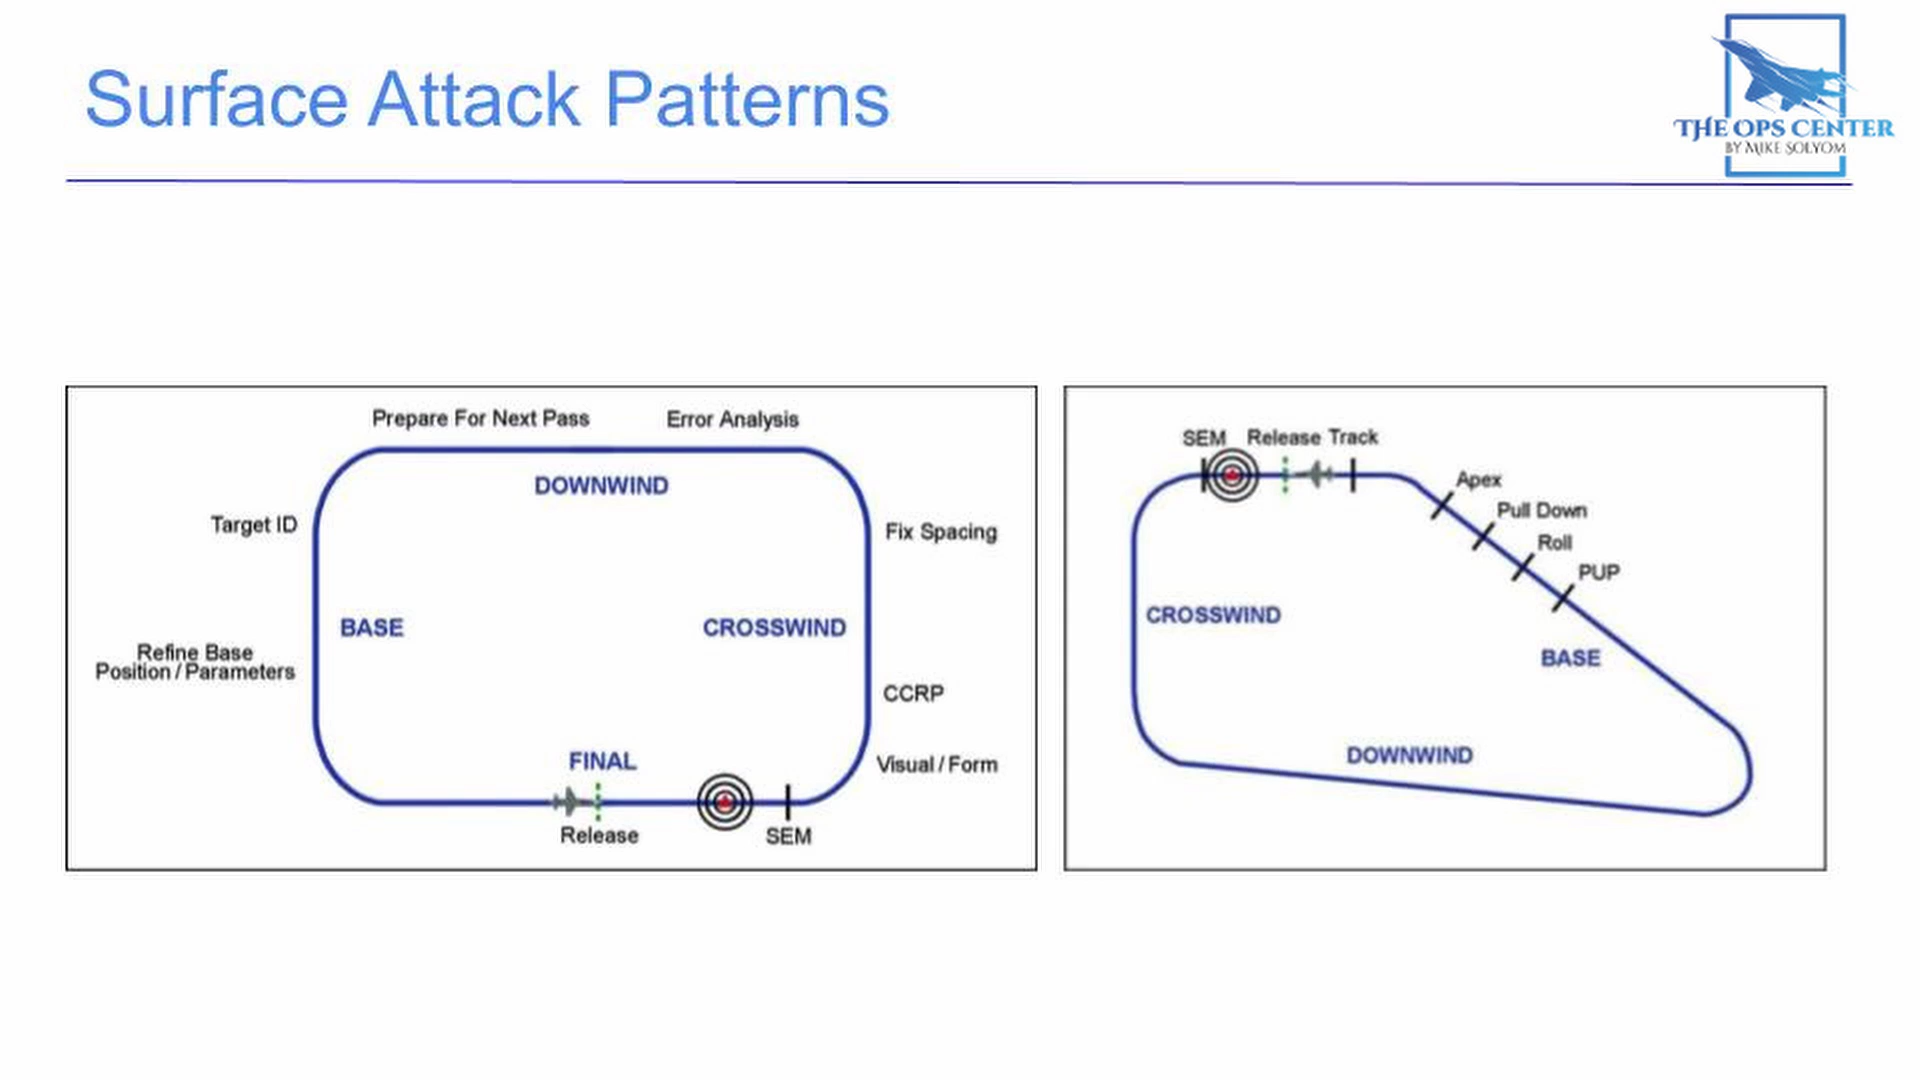 Surface Attack Patterns
THE OPS CENTER
BY MIKE SOLYOM
Prepare For Next Pass
Error Analysis
DOWNWIND
Target ID
Fix Spacing
BASE
CROSSWIND
Refine Base
Position / Parameters
CCRP
FINAL
Visual / Form
Release
SEM
SEM
Release
Track
Apex
Pull Down
Roll
PUP
CROSSWIND
BASE
DOWNWIND